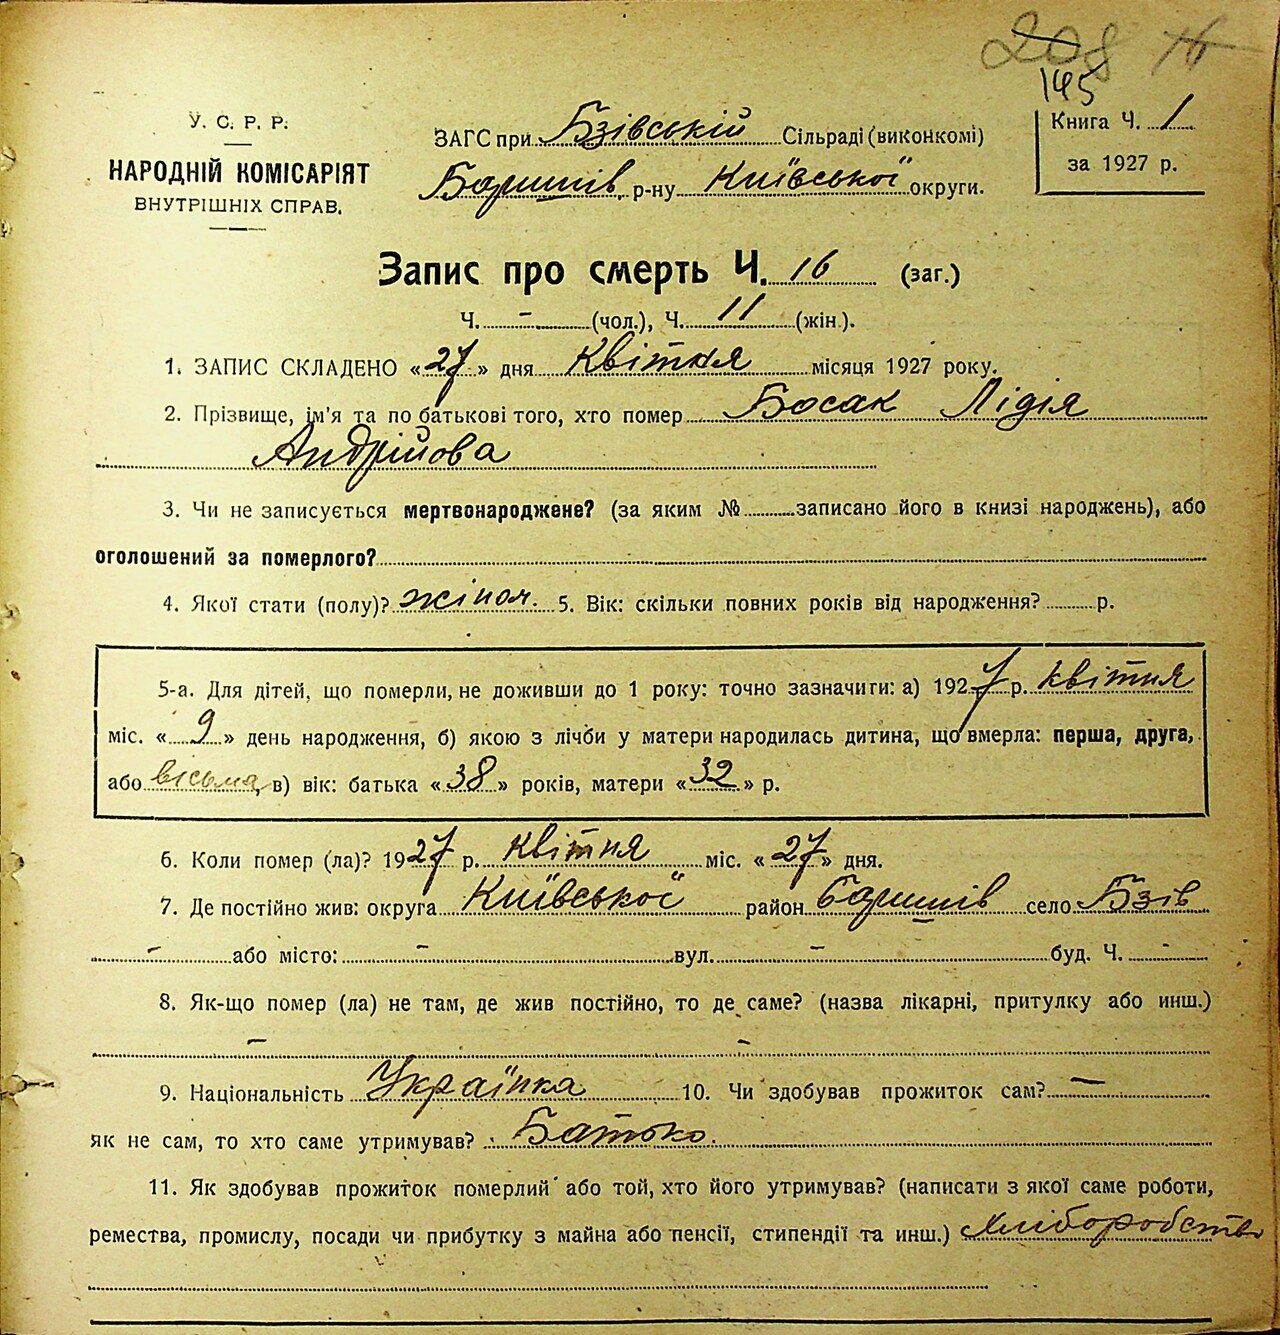 208 16
145
У. С. Р. Р.
НАРОДНІЙ КОМІСАРІЯТ
ВНУТРІШНІХ СПРАВ.
ЗАГС при Бзівській Сільраді (виконкомі)
Баришів. р-ну Київської округи.
Книга Ч. 1
за 1927 р.
Запис про смерть Ч. 16 (заг.)
Ч. - (чол.), Ч. 11 (жін.).
1. ЗАПИС СКЛАДЕНО «27» дня Квітня місяця 1927 року.
2. Прізвище, ім'я та по батькові того, хто помер Босак Лідія
Андрійова
3. Чи не записується мертвонароджене? (за яким № записано його в книзі народжень), або
оголошений за померлого?
4. Якої стати (полу)? жіноч. 5. Вік: скільки повних років від народження? р.
5-а. Для дітей, що померли, не доживши до 1 року: точно зазначити: а) 1927 р. квітня
міс. «9» день народження, б) якою з лічби у матери народилась дитина, що вмерла: перша, друга,
або вісьма, в) вік: батька «38» років, матери «32» р.
6. Коли помер (ла)? 1927 р. квітня міс. «27» дня.
7. Де постійно жив: округа Київської район Баришів село Бзів
- або місто: - вул. - буд. Ч. -
8. Як-що помер (ла) не там, де жив постійно, то де саме? (назва лікарні, притулку або инш.)
- -
9. Національність Українка 10. Чи здобував прожиток сам? -
як не сам, то хто саме утримував? Батько.
11. Як здобував прожиток померлий або той, хто його утримував? (написати з якої саме роботи,
ремества, промислу, посади чи прибутку з майна або пенсії, стипендії та инш.) Хліборобство